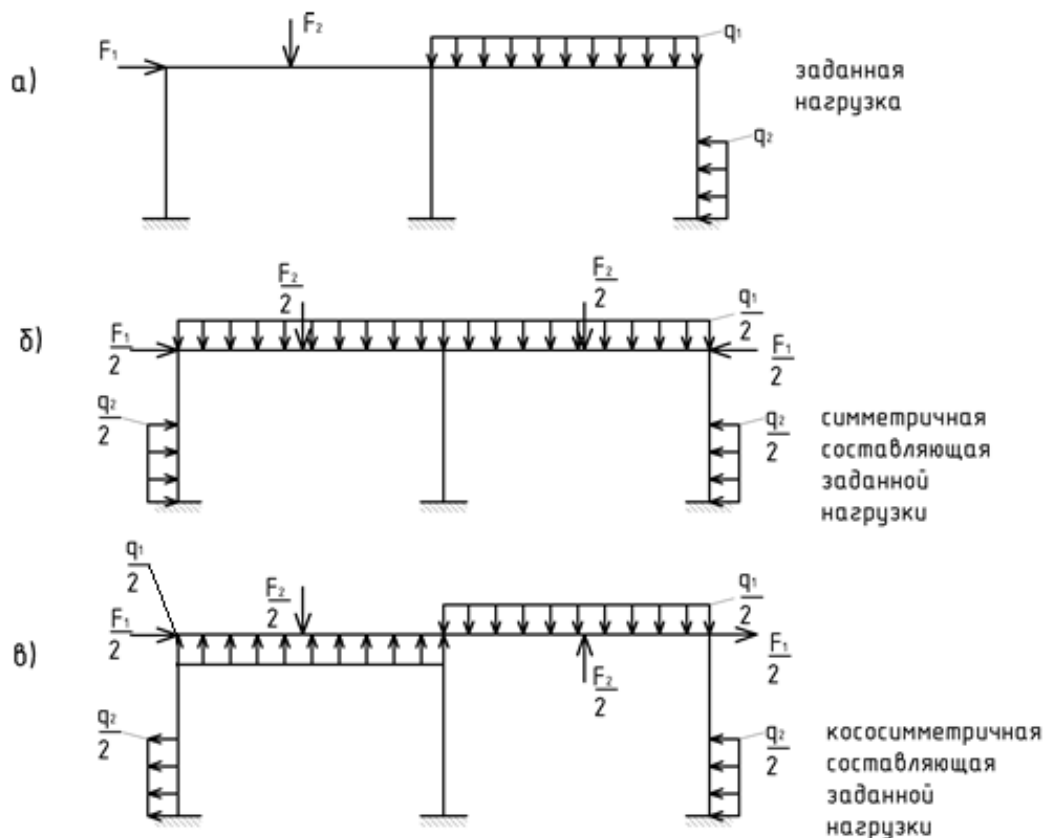 F₂
q₁
F₁
а)
заданная
нагрузка
q₂
F₂
2
F₂
2
q₁
2
б)
F₁
2
F₁
2
q₂
2
q₂
2
симметричная
составляющая
заданной
нагрузки
q₁
2
F₂
2
q₁
2
F₁
2
F₁
2
в)
F₂
2
q₂
2
q₂
2
кососимметричная
составляющая
заданной
нагрузки